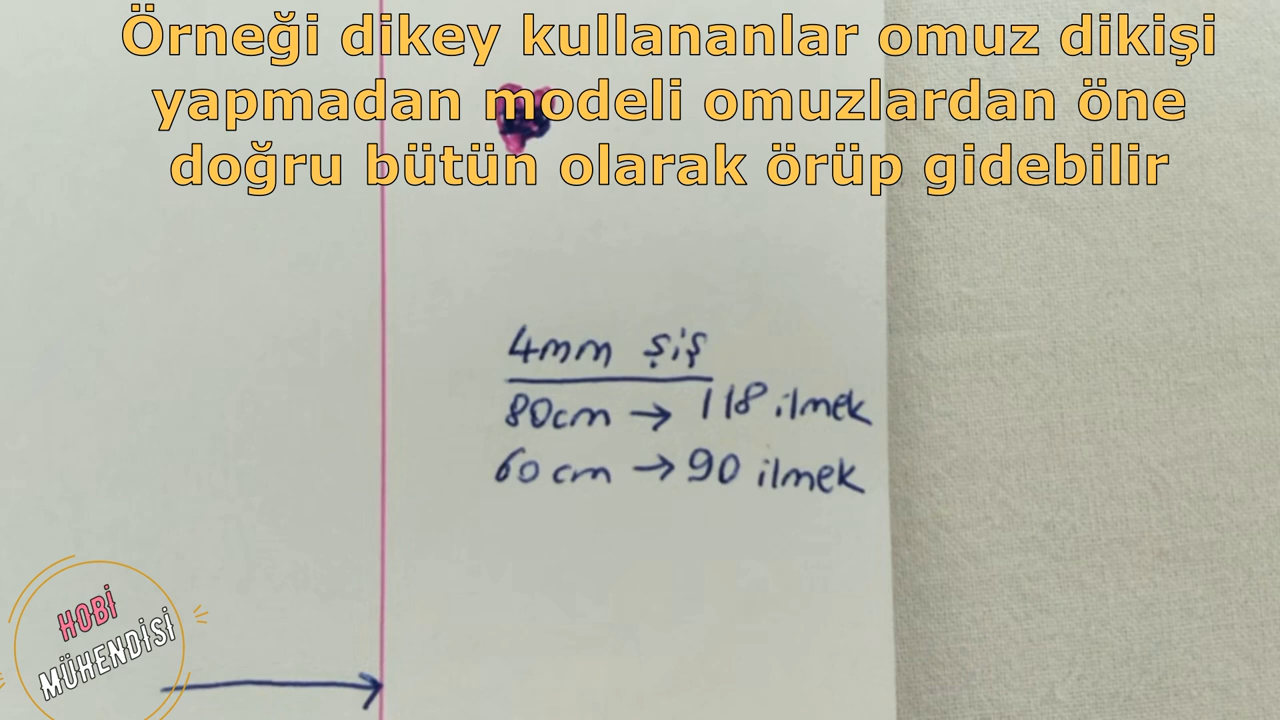 Örneği dikey kullananlar omuz dikişi
yapmadan modeli omuzlardan öne
doğru bütün olarak örüp gidebilir
4mm şiş
80cm → 118 ilmek
60 cm → 90 ilmek
HOBİ
MÜHENDİSİ